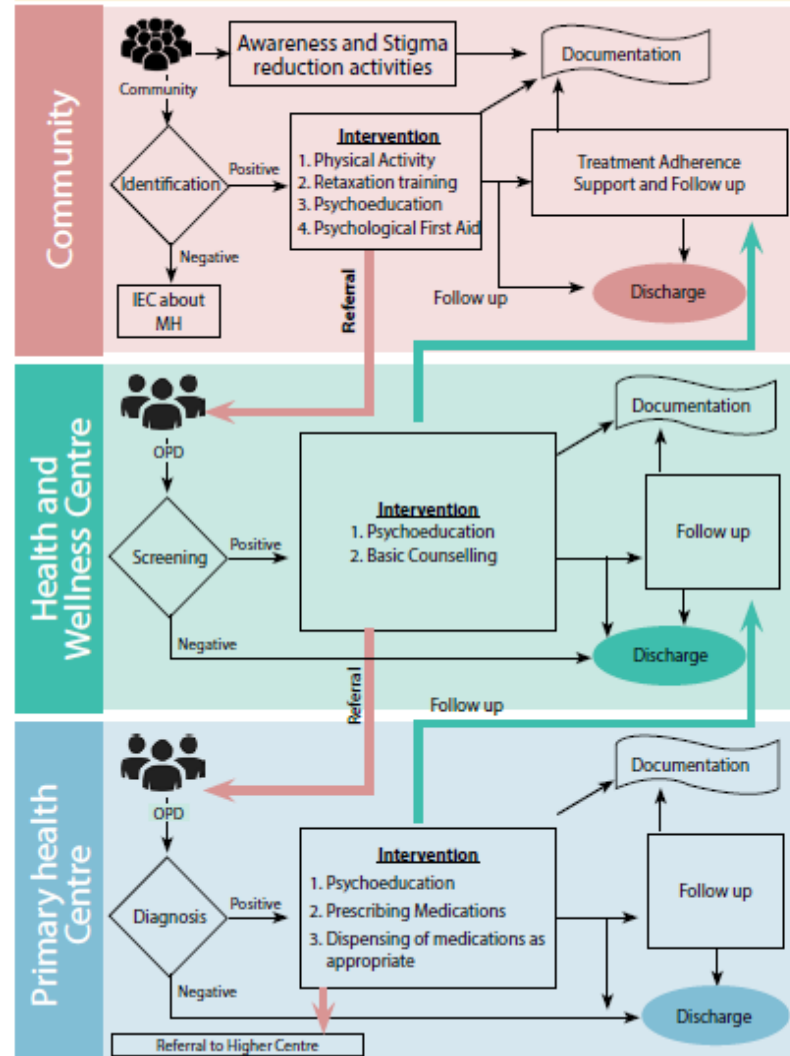 Community
Community
Awareness and Stigma
reduction activities
Documentation
Identification
Positive
Negative
IEC about
MH
Intervention
1. Physical Activity
2. Retaxation training
3. Psychoeducation
4. Psychological First Aid
Treatment Adherence
Support and Follow up
Referral
Follow up
Discharge
Health and
Wellness Centre
OPD
Screening
Positive
Negative
Intervention
1. Psychoeducation
2. Basic Counselling
Documentation
Follow up
Discharge
Referral
Follow up
Primary health
Centre
OPD
Diagnosis
Positive
Negative
Intervention
1. Psychoeducation
2. Prescribing Medications
3. Dispensing of medications as
appropriate
Documentation
Follow up
Discharge
Referral to Higher Centre